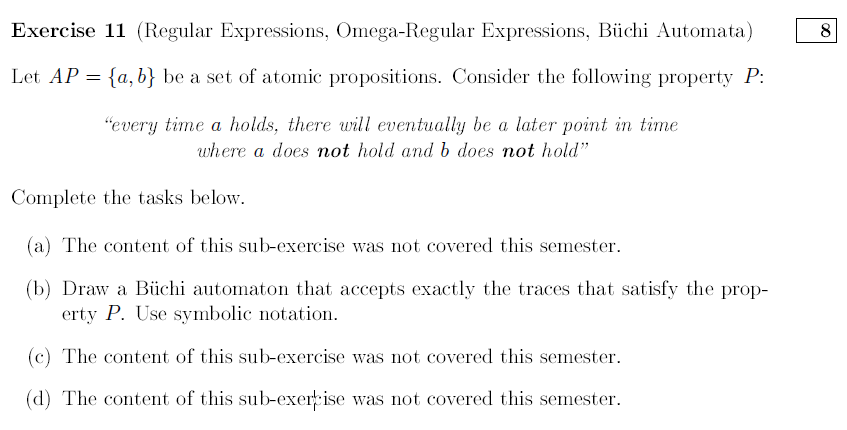 Exercise 11 (Regular Expressions, Omega-Regular Expressions, Büchi Automata) 8
Let AP = {a, b} be a set of atomic propositions. Consider the following property P:
“every time a holds, there will eventually be a later point in time
where a does not hold and b does not hold”
Complete the tasks below.
(a) The content of this sub-exercise was not covered this semester.
(b) Draw a Büchi automaton that accepts exactly the traces that satisfy the prop-
erty P. Use symbolic notation.
(c) The content of this sub-exercise was not covered this semester.
(d) The content of this sub-exercise was not covered this semester.